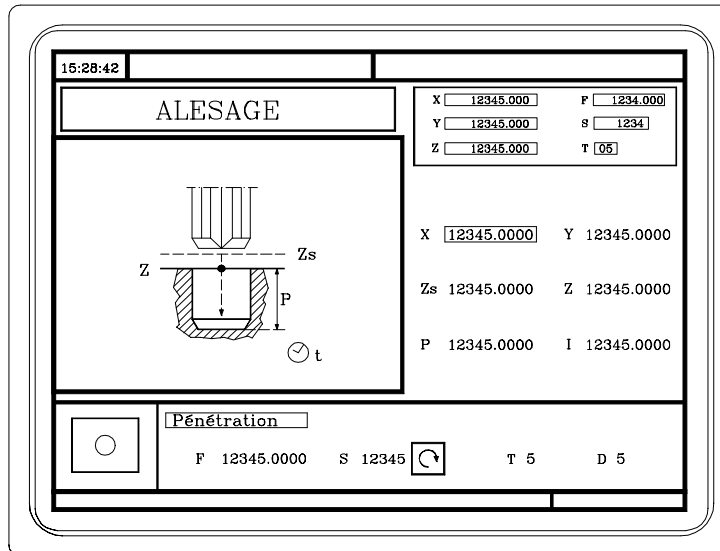 15:28:42
ALESAGE
X 12345.000 F 1234.000
Y 12345.000 S 1234
Z 12345.000 T 05
Zs
Z
P
t
X 12345.0000 Y 12345.0000
Zs 12345.0000 Z 12345.0000
P 12345.0000 I 12345.0000
Pénétration
F 12345.0000 S 12345 T 5 D 5